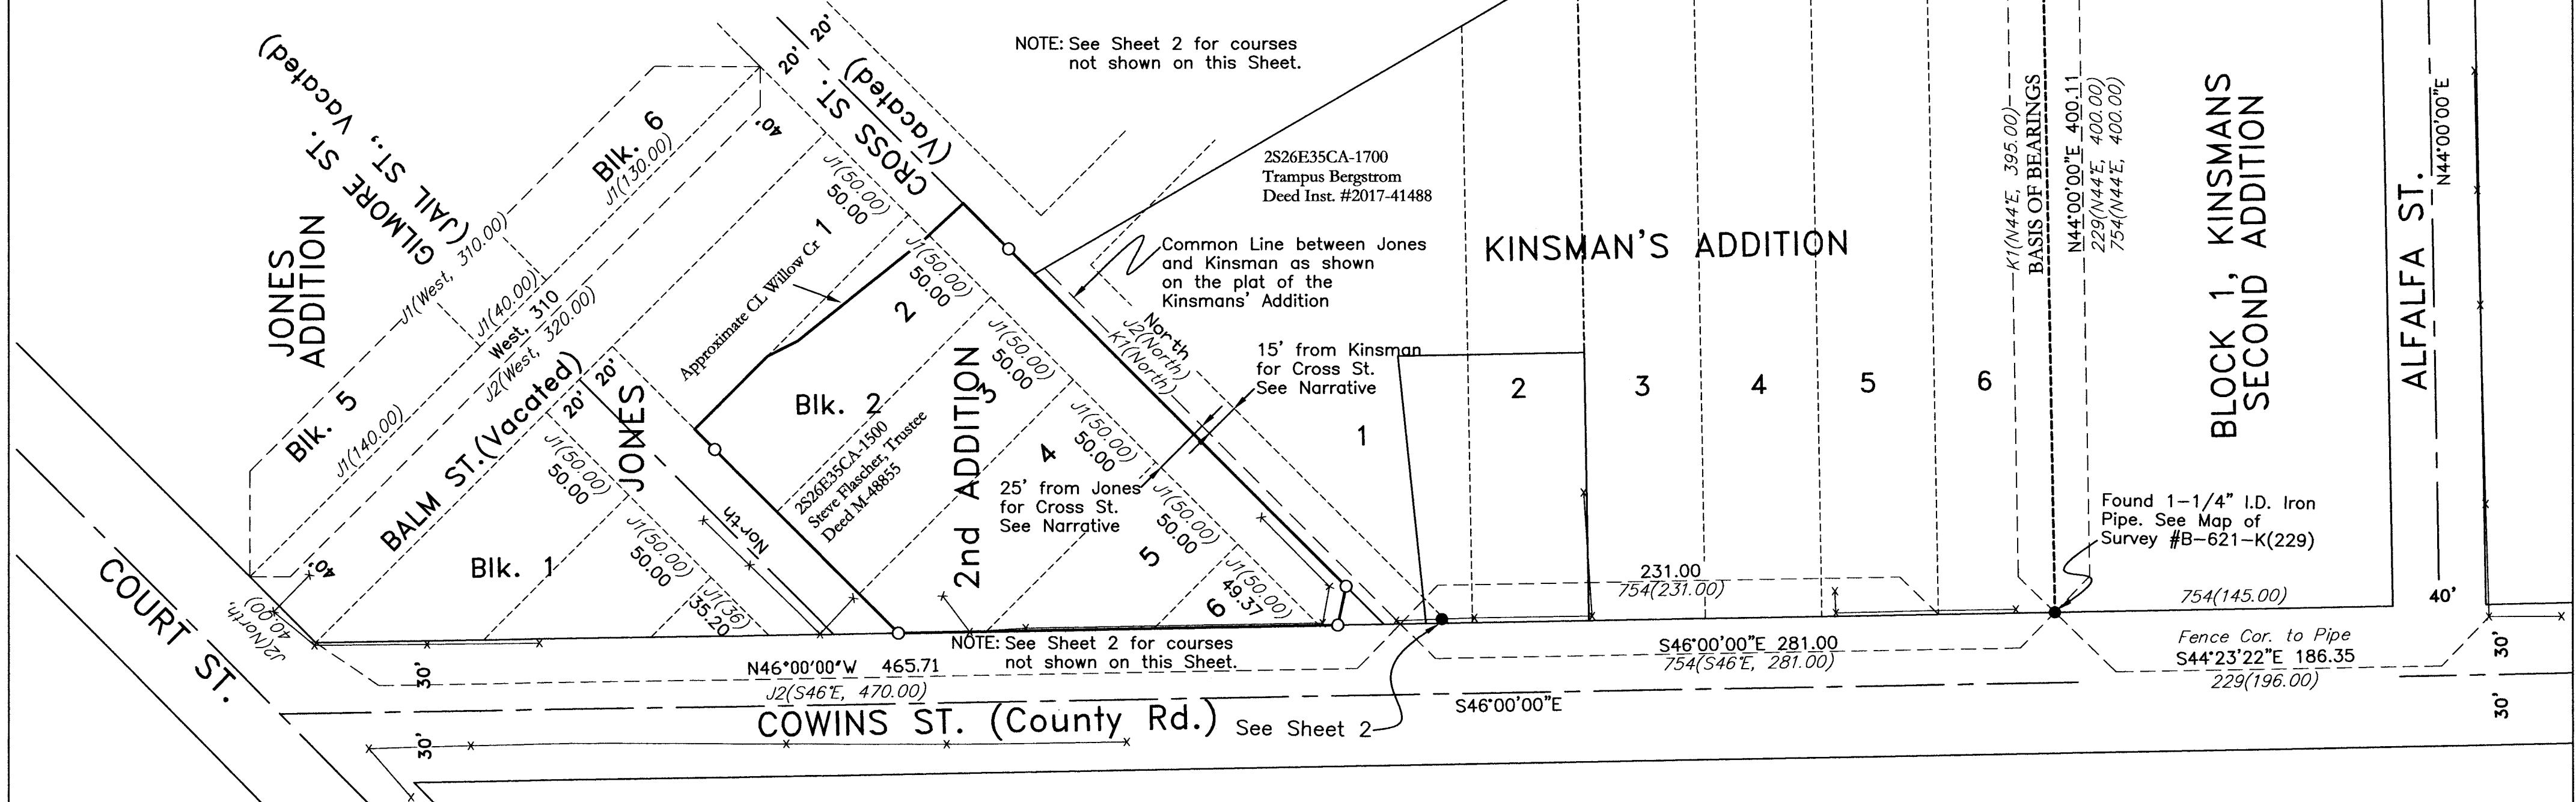 NOTE: See Sheet 2 for courses
not shown on this Sheet.
20'
20'
CROSS ST.
(Vacated)
GILMORE ST.
(JAIL ST., Vacated)
JONES
ADDITION
Blk. 6
J1(130.00)
40'
J1(West, 310.00)
J1(40.00)
West, 310
J2(West, 320.00)
Blk. 5
J1(140.00)
BALM ST.(Vacated)
20'
20'
40'
J2(North,
40.00)
COURT ST.
Blk. 1
J1(50.00)
50.00
J1(50.00)
50.00
J1(36)
35.20
North
JONES
2nd ADDITION
Approximate CL Willow Cr
Blk. 2
1
J1(50.00)
50.00
2
J1(50.00)
50.00
3
J1(50.00)
50.00
4
J1(50.00)
50.00
5
J1(50.00)
50.00
6
J1(50.00)
49.37
2S26E35CA-1500
Steve Flascher, Trustee
Deed M-48855
2S26E35CA-1700
Trampus Bergstrom
Deed Inst. #2017-41488
Common Line between Jones
and Kinsman as shown
on the plat of the
Kinsmans' Addition
North
J2(North)
K1(North)
15' from Kinsman
for Cross St.
See Narrative
25' from Jones
for Cross St.
See Narrative
KINSMAN'S ADDITION
1
2
3
4
5
6
K1(N44°E, 395.00)
BASIS OF BEARINGS
N44°00'00"E 400.11
229(N44°E, 400.00)
754(N44°E, 400.00)
BLOCK 1, KINSMANS
SECOND ADDITION
ALFALFA ST.
N44°00'00"E
Found 1-1/4" I.D. Iron
Pipe. See Map of
Survey #B-621-K(229)
231.00
754(231.00)
754(145.00)
40'
NOTE: See Sheet 2 for courses
not shown on this Sheet.
30'
N46°00'00"W 465.71
J2(S46°E, 470.00)
S46°00'00"E 281.00
754(S46°E, 281.00)
Fence Cor. to Pipe
S44°23'22"E 186.35
229(196.00)
30'
S46°00'00"E
COWINS ST. (County Rd.)
See Sheet 2
30'
30'